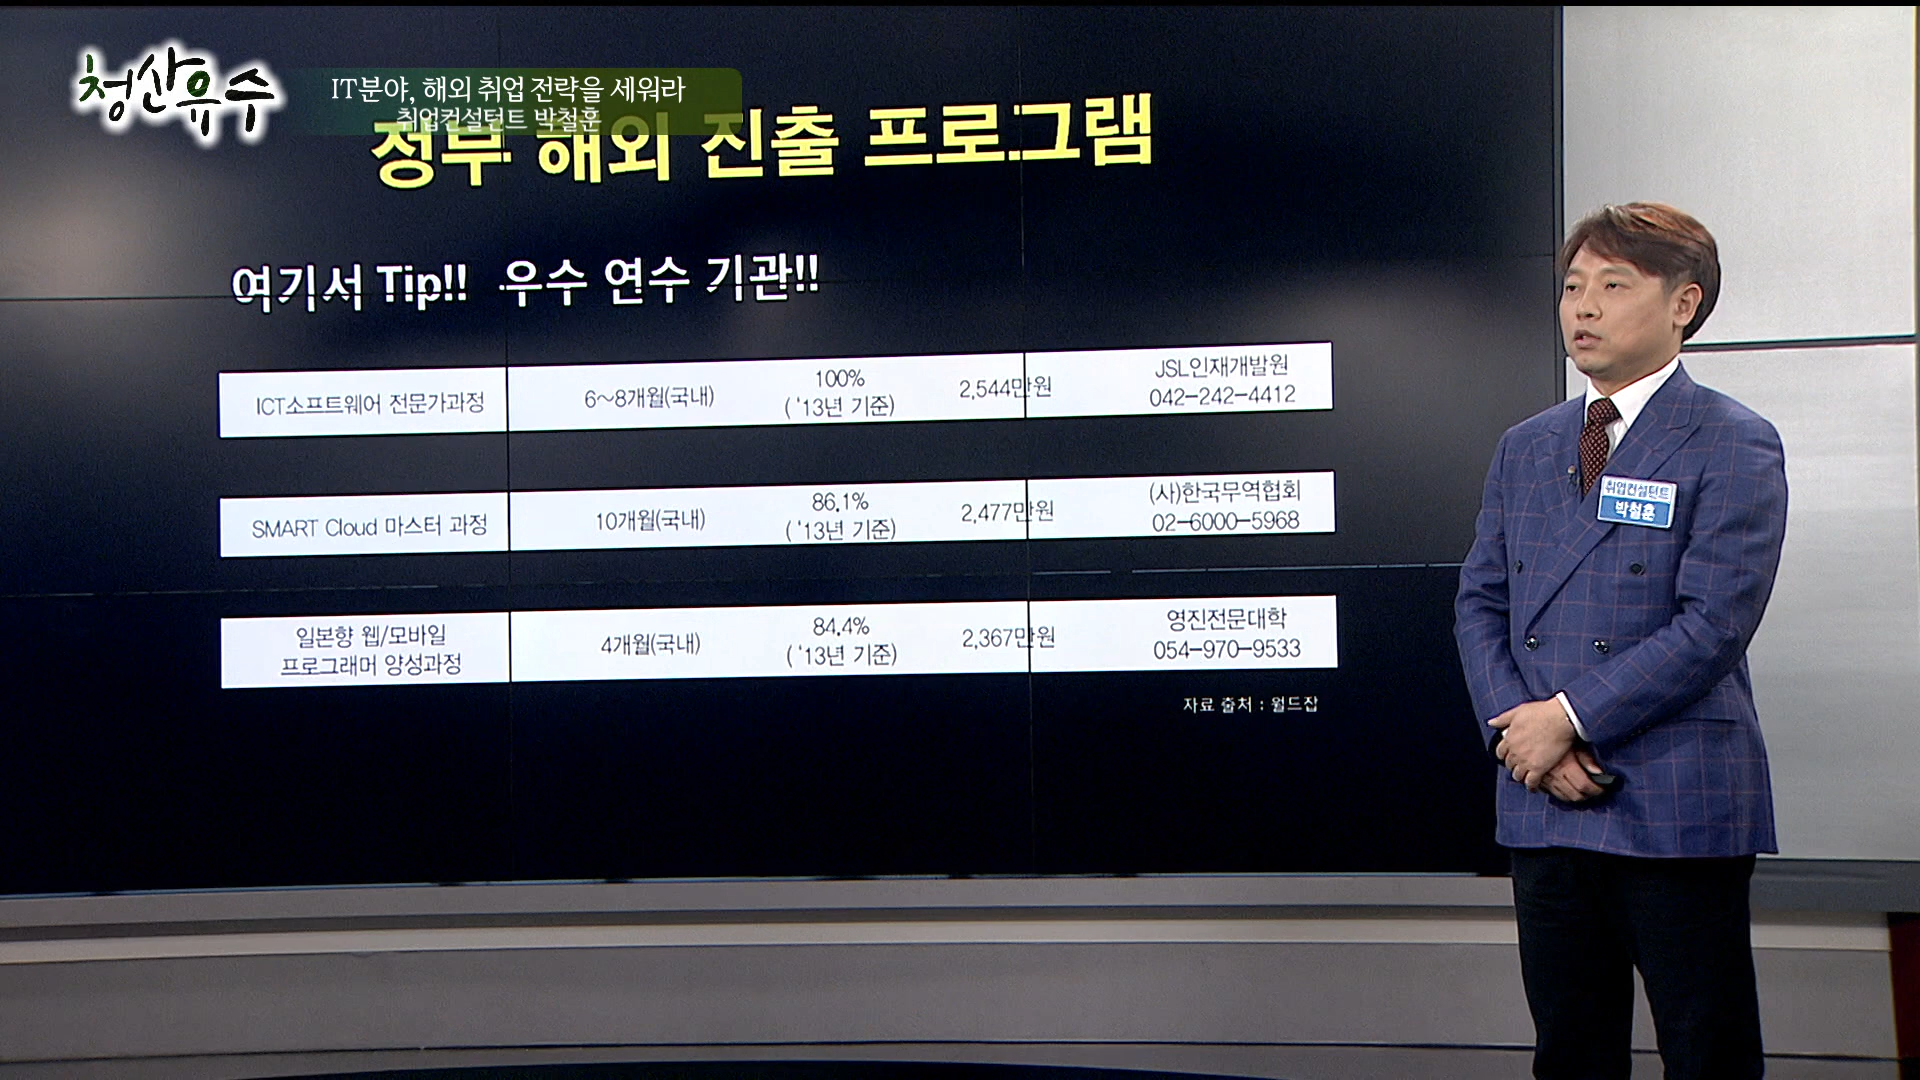 청산유수
IT분야, 해외 취업 전략을 세워라
취업컨설턴트 박철훈
정부 해외 진출 프로그램
여기서 Tip!! 우수 연수 기관!!
ICT소프트웨어 전문가과정
6~8개월(국내)
100%
( '13년 기준)
2,544만원
JSL인재개발원
042-242-4412
SMART Cloud 마스터 과정
10개월(국내)
86.1%
( '13년 기준)
2,477만원
(사)한국무역협회
02-6000-5968
일본향 웹/모바일
프로그래머 양성과정
4개월(국내)
84.4%
( '13년 기준)
2,367만원
영진전문대학
054-970-9533
자료 출처 : 월드잡
취업컨설턴트
박철훈